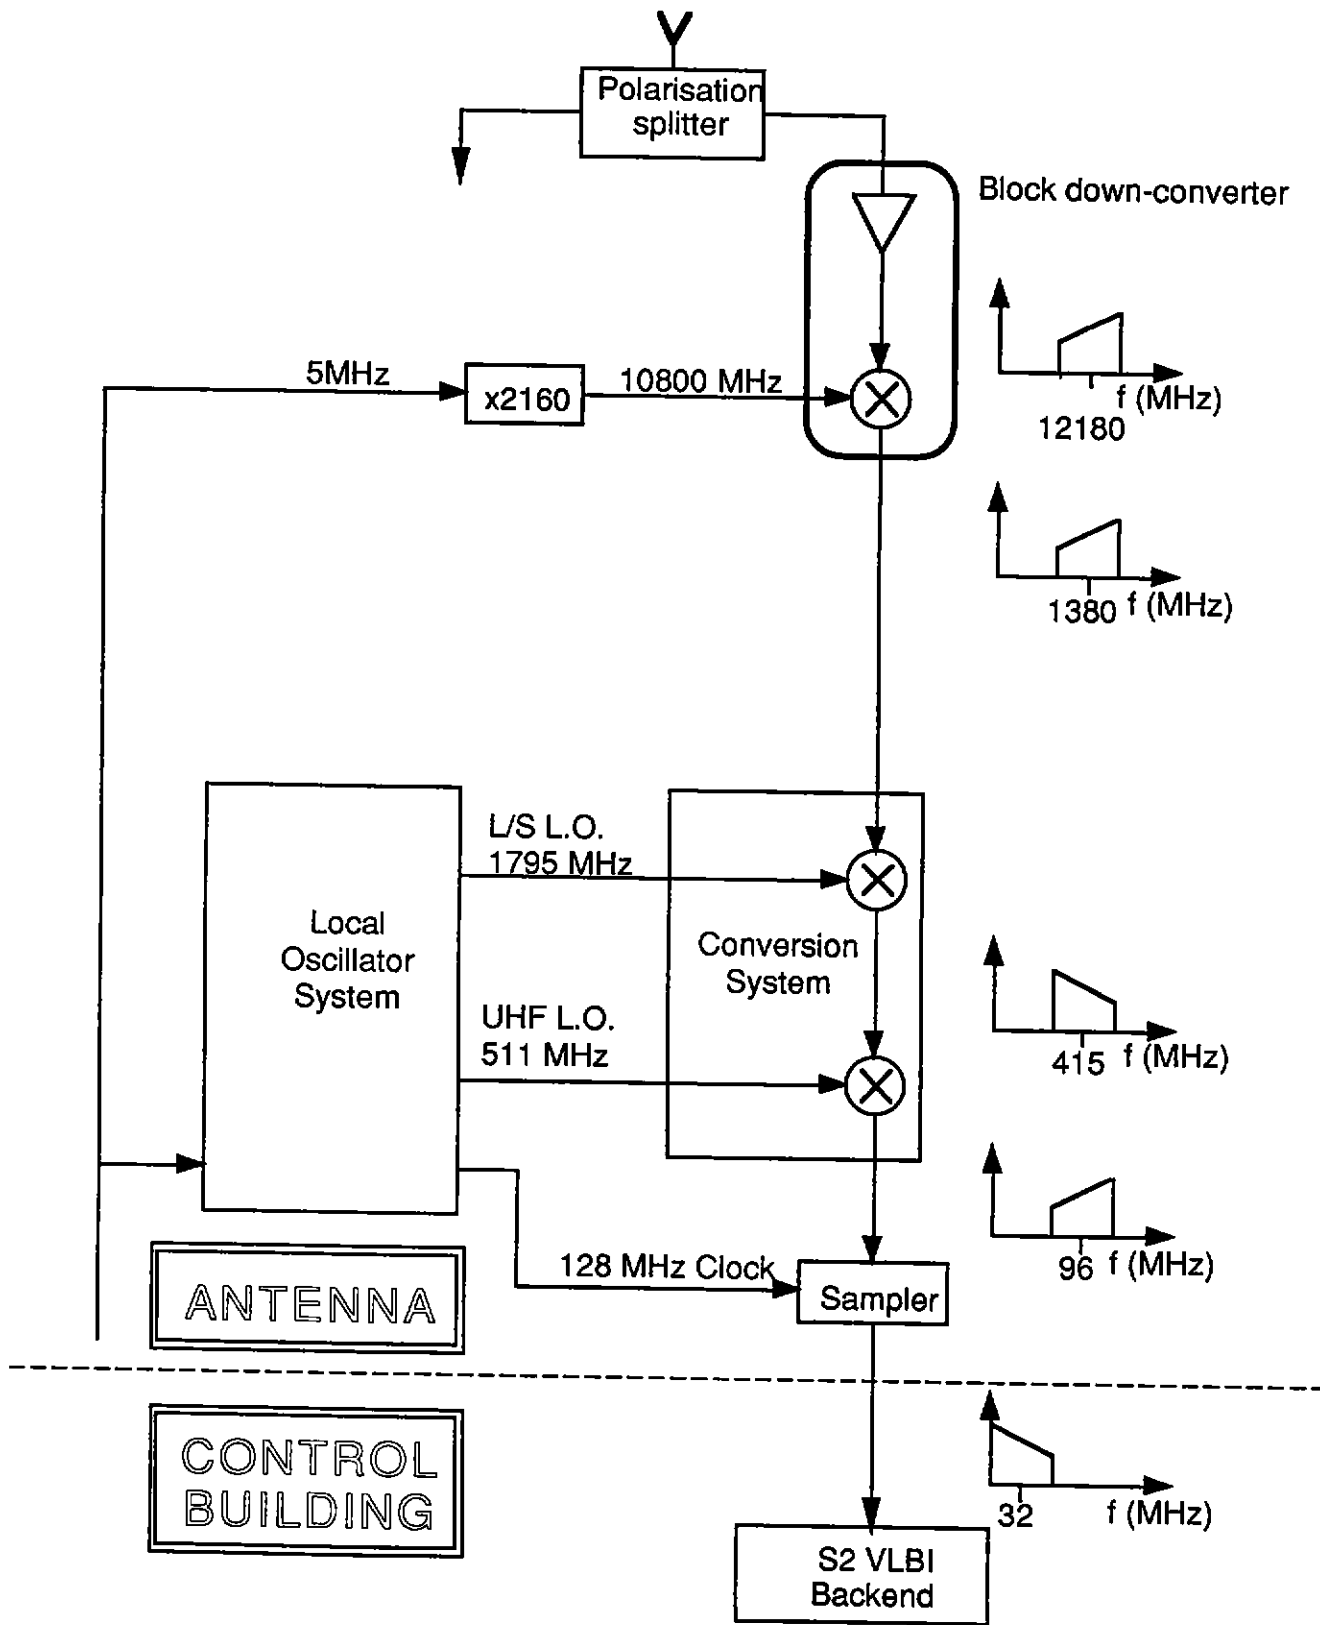 Polarisation
splitter
Block down-converter
5MHz
x2160
10800 MHz
f (MHz)
12180
1380 f (MHz)
L/S L.O.
1795 MHz
Local
Oscillator
System
Conversion
System
UHF L.O.
511 MHz
415 f (MHz)
96 f (MHz)
128 MHz Clock
Sampler
ANTENNA
CONTROL
BUILDING
32 f (MHz)
S2 VLBI
Backend